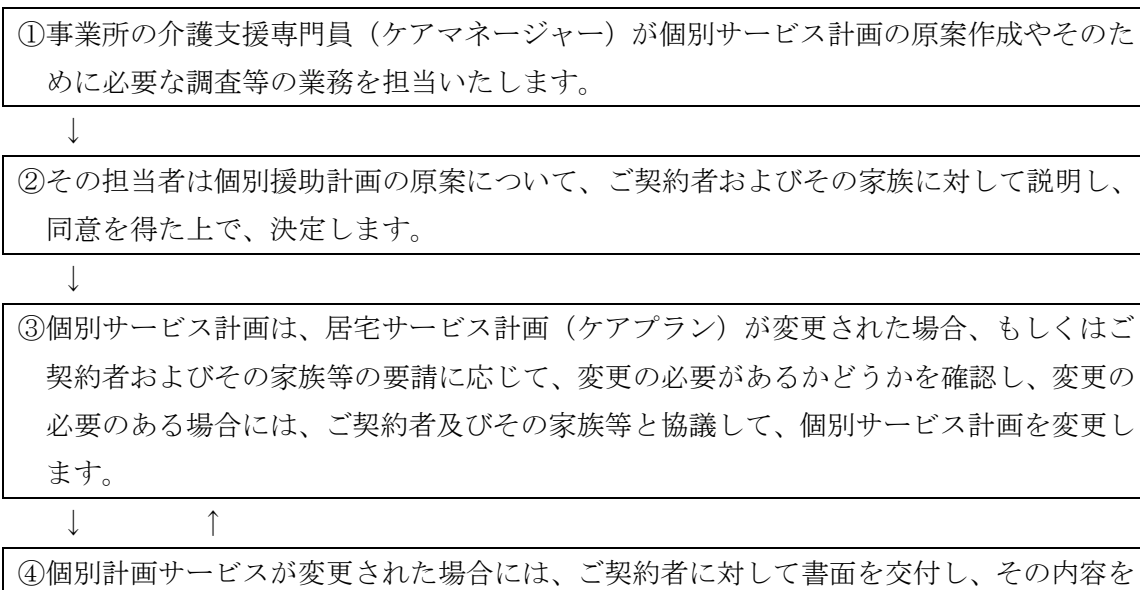 ①事業所の介護支援専門員（ケアマネージャー）が個別サービス計画の原案作成やそのた
めに必要な調査等の業務を担当いたします。
↓
②その担当者は個別援助計画の原案について、ご契約者およびその家族に対して説明し、
同意を得た上で、決定します。
↓
③個別サービス計画は、居宅サービス計画（ケアプラン）が変更された場合、もしくはご
契約者およびその家族等の要請に応じて、変更の必要があるかどうかを確認し、変更の
必要のある場合には、ご契約者及びその家族等と協議して、個別サービス計画を変更し
ます。
↓ ↑
④個別計画サービスが変更された場合には、ご契約者に対して書面を交付し、その内容を